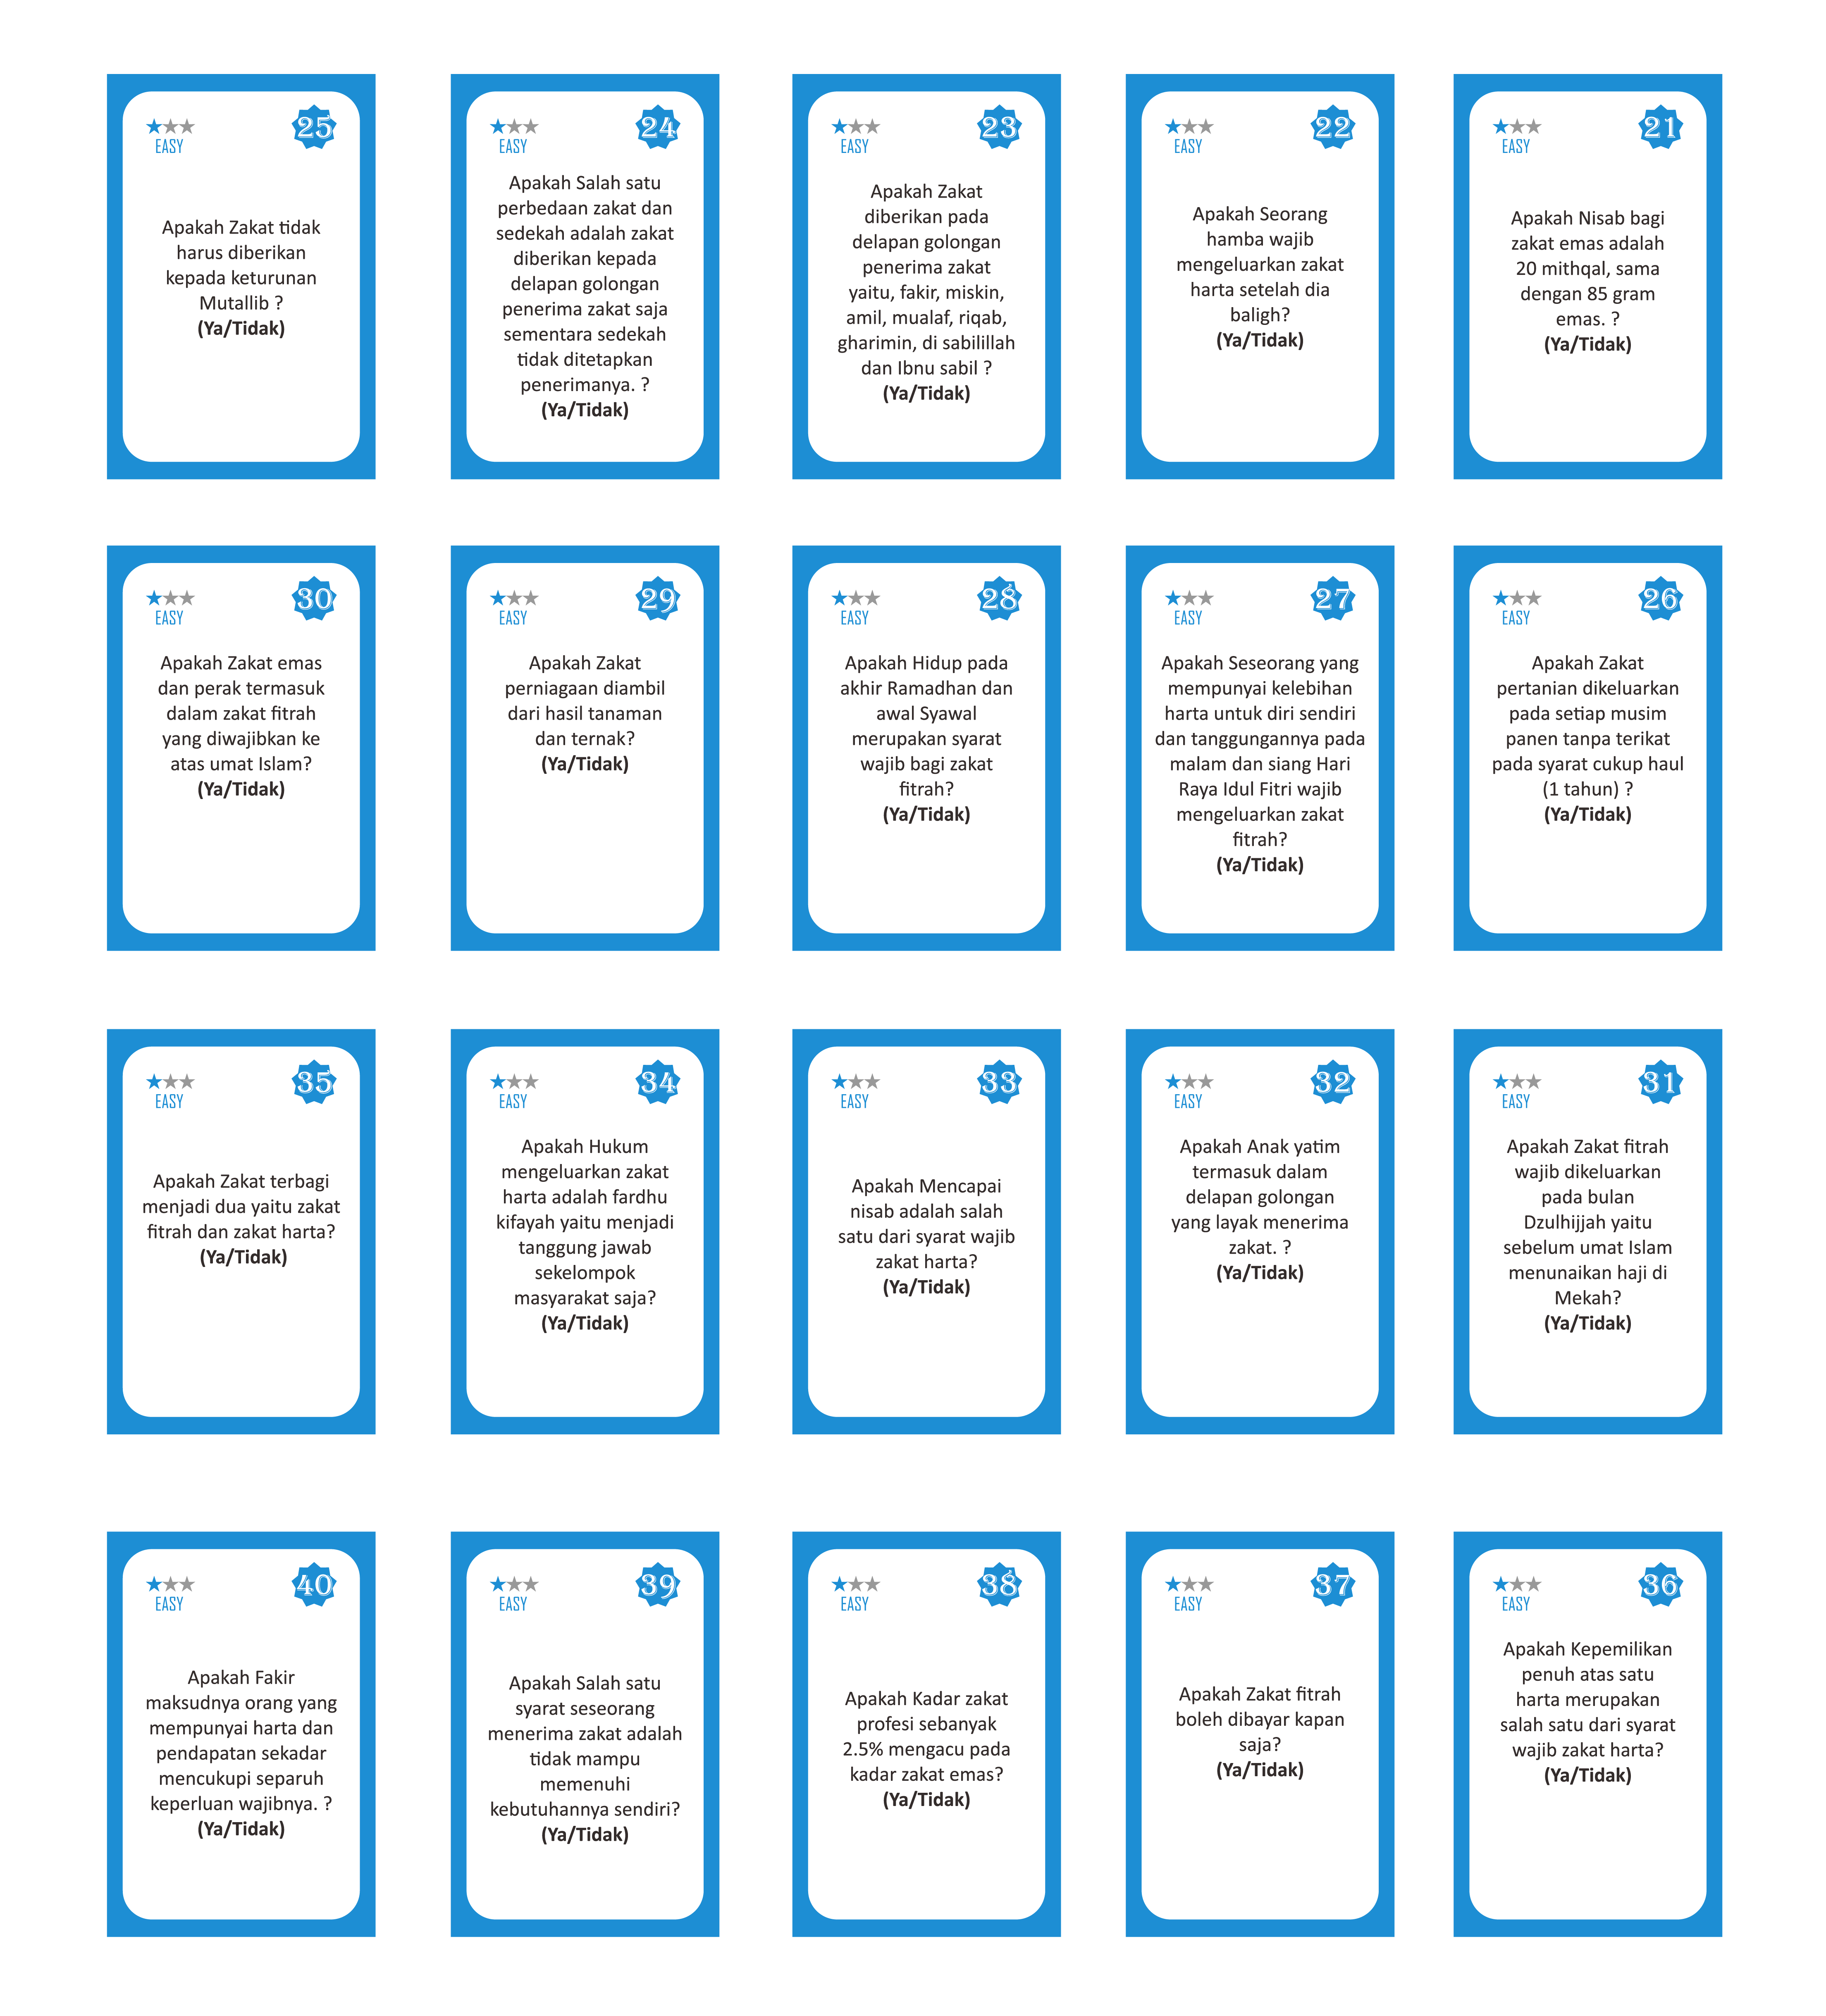 EASY
25
Apakah Zakat tidak
harus diberikan
kepada keturunan
Mutallib ?
(Ya/Tidak)
EASY
24
Apakah Salah satu
perbedaan zakat dan
sedekah adalah zakat
diberikan kepada
delapan golongan
penerima zakat saja
sementara sedekah
tidak ditetapkan
penerimanya. ?
(Ya/Tidak)
EASY
23
Apakah Zakat
diberikan pada
delapan golongan
penerima zakat
yaitu, fakir, miskin,
amil, mualaf, riqab,
gharimin, di sabilillah
dan Ibnu sabil ?
(Ya/Tidak)
EASY
22
Apakah Seorang
hamba wajib
mengeluarkan zakat
harta setelah dia
baligh?
(Ya/Tidak)
EASY
21
Apakah Nisab bagi
zakat emas adalah
20 mithqal, sama
dengan 85 gram
emas. ?
(Ya/Tidak)
EASY
30
Apakah Zakat emas
dan perak termasuk
dalam zakat fitrah
yang diwajibkan ke
atas umat Islam?
(Ya/Tidak)
EASY
29
Apakah Zakat
perniagaan diambil
dari hasil tanaman
dan ternak?
(Ya/Tidak)
EASY
28
Apakah Hidup pada
akhir Ramadhan dan
awal Syawal
merupakan syarat
wajib bagi zakat
fitrah?
(Ya/Tidak)
EASY
27
Apakah Seseorang yang
mempunyai kelebihan
harta untuk diri sendiri
dan tanggungannya pada
malam dan siang Hari
Raya Idul Fitri wajib
mengeluarkan zakat
fitrah?
(Ya/Tidak)
EASY
26
Apakah Zakat
pertanian dikeluarkan
pada setiap musim
panen tanpa terikat
pada syarat cukup haul
(1 tahun) ?
(Ya/Tidak)
EASY
35
Apakah Zakat terbagi
menjadi dua yaitu zakat
fitrah dan zakat harta?
(Ya/Tidak)
EASY
34
Apakah Hukum
mengeluarkan zakat
harta adalah fardhu
kifayah yaitu menjadi
tanggung jawab
sekelompok
masyarakat saja?
(Ya/Tidak)
EASY
33
Apakah Mencapai
nisab adalah salah
satu dari syarat wajib
zakat harta?
(Ya/Tidak)
EASY
32
Apakah Anak yatim
termasuk dalam
delapan golongan
yang layak menerima
zakat. ?
(Ya/Tidak)
EASY
31
Apakah Zakat fitrah
wajib dikeluarkan
pada bulan
Dzulhijjah yaitu
sebelum umat Islam
menunaikan haji di
Mekah?
(Ya/Tidak)
EASY
40
Apakah Fakir
maksudnya orang yang
mempunyai harta dan
pendapatan sekadar
mencukupi separuh
keperluan wajibnya. ?
(Ya/Tidak)
EASY
39
Apakah Salah satu
syarat seseorang
menerima zakat adalah
tidak mampu
memenuhi
kebutuhannya sendiri?
(Ya/Tidak)
EASY
38
Apakah Kadar zakat
profesi sebanyak
2.5% mengacu pada
kadar zakat emas?
(Ya/Tidak)
EASY
37
Apakah Zakat fitrah
boleh dibayar kapan
saja?
(Ya/Tidak)
EASY
36
Apakah Kepemilikan
penuh atas satu
harta merupakan
salah satu dari syarat
wajib zakat harta?
(Ya/Tidak)